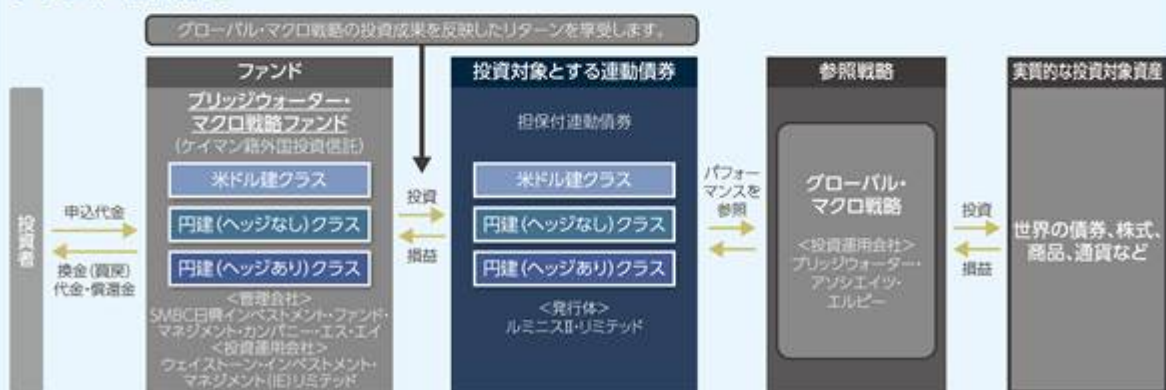 グローバル・マクロ戦略の投資成果を反映したリターンを享受します。
投資者
申込代金
換金(買戻)
代金・償還金
ファンド
ブリッジウォーター・
マクロ戦略ファンド
(ケイマン籍外国投資信託)
米ドル建クラス
円建(ヘッジなし)クラス
円建(ヘッジあり)クラス
<管理会社>
SMBC日興インベストメント・ファンド・
マネジメント・カンパニー・エス・エイ
<投資運用会社>
ウェイストーン・インベストメント・
マネジメント(IE)リミテッド
投資
損益
投資対象とする連動債券
担保付連動債券
米ドル建クラス
円建(ヘッジなし)クラス
円建(ヘッジあり)クラス
<発行体>
ルミニスⅡ・リミテッド
パフォー
マンスを
参照
参照戦略
グローバル・
マクロ戦略
<投資運用会社>
ブリッジウォーター・
アソシエイツ・
エルピー
投資
損益
実質的な投資対象資産
世界の債券、株式、
商品、通貨など